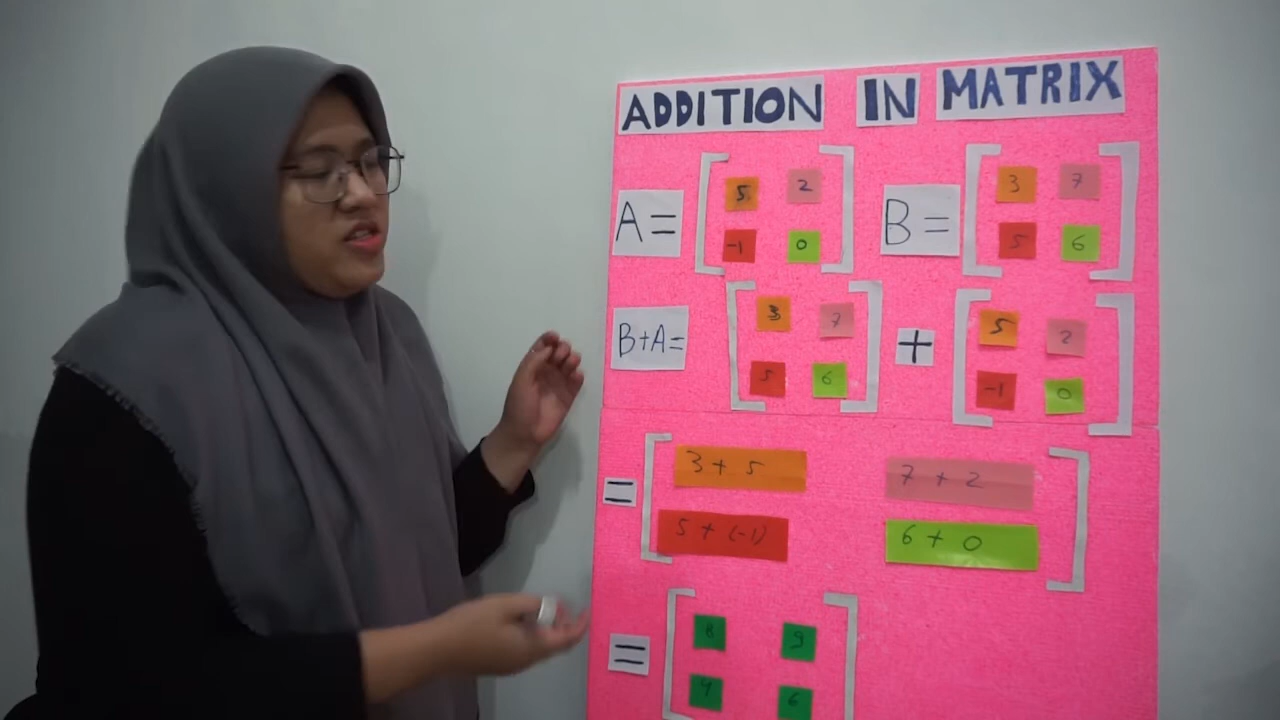 ADDITION IN MATRIX
A = [ 5 2 B = [ 3 7
-1 0 ] 5 6 ]
B+A = [ 3 7 + [ 5 2
5 6 ] -1 0 ]
= [ 3 + 5 7 + 2
5 + (-1) 6 + 0 ]
= [ 8 9
4 6 ]